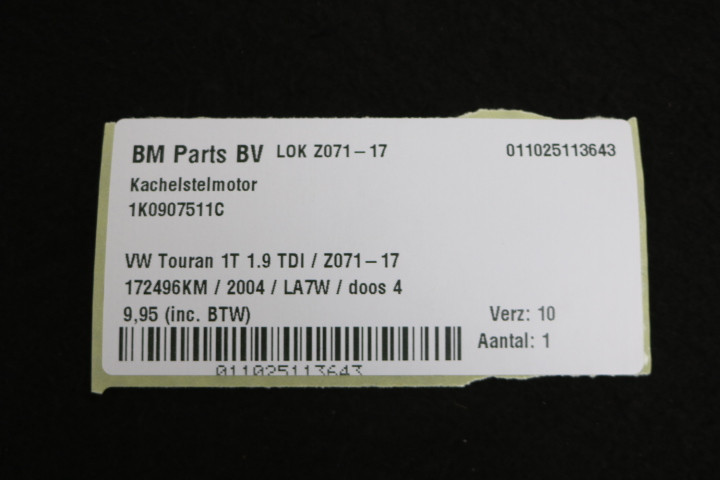 BM Parts BV LOK Z071-17 011025113643
Kachelstelmotor
1K0907511C
VW Touran 1T 1.9 TDI / Z071-17
172496KM / 2004 / LA7W / doos 4
9,95 (inc. BTW) Verz: 10
Aantal: 1
011025113643